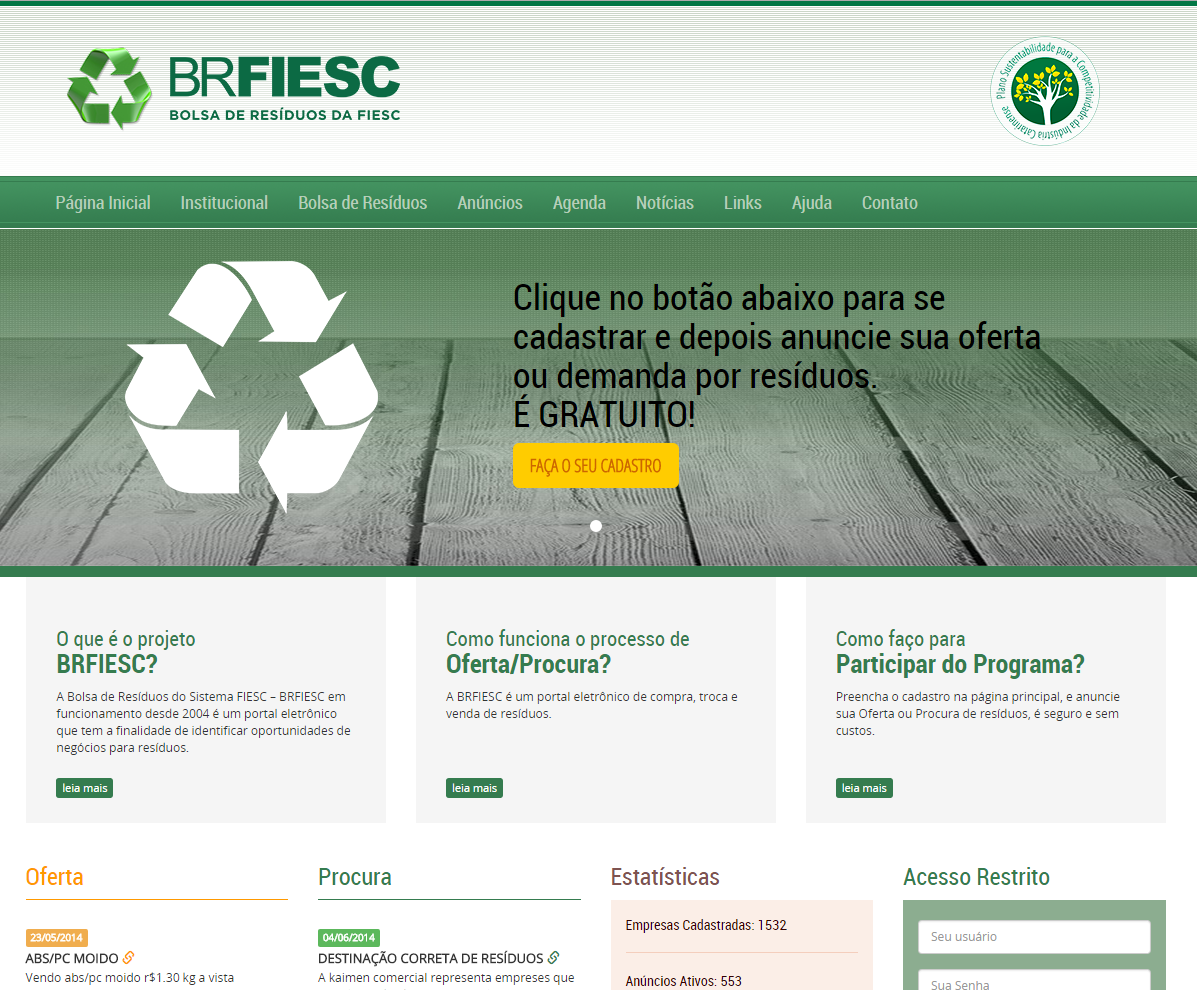 BRFIESC
BOLSA DE RESÍDUOS DA FIESC
Plano Sustentabilidade para a Competitividade da Indústria Catarinense
Página Inicial Institucional Bolsa de Resíduos Anúncios Agenda Notícias Links Ajuda Contato
Clique no botão abaixo para se
cadastrar e depois anuncie sua oferta
ou demanda por resíduos.
É GRATUITO!
FAÇA O SEU CADASTRO
O que é o projeto
BRFIESC?
A Bolsa de Resíduos do Sistema FIESC – BRFIESC em
funcionamento desde 2004 é um portal eletrônico
que tem a finalidade de identificar oportunidades de
negócios para resíduos.
leia mais
Como funciona o processo de
Oferta/Procura?
A BRFIESC é um portal eletrônico de compra, troca e
venda de resíduos.
leia mais
Como faço para
Participar do Programa?
Preencha o cadastro na página principal, e anuncie
sua Oferta ou Procura de resíduos, é seguro e sem
custos.
leia mais
Oferta
23/05/2014
ABS/PC MOIDO
Vendo abs/pc moido r$1.30 kg a vista
Procura
04/06/2014
DESTINAÇÃO CORRETA DE RESÍDUOS
A kaimen comercial representa empreses que
Estatísticas
Empresas Cadastradas: 1532
Anúncios Ativos: 553
Acesso Restrito
Seu usuário
Sua Senha